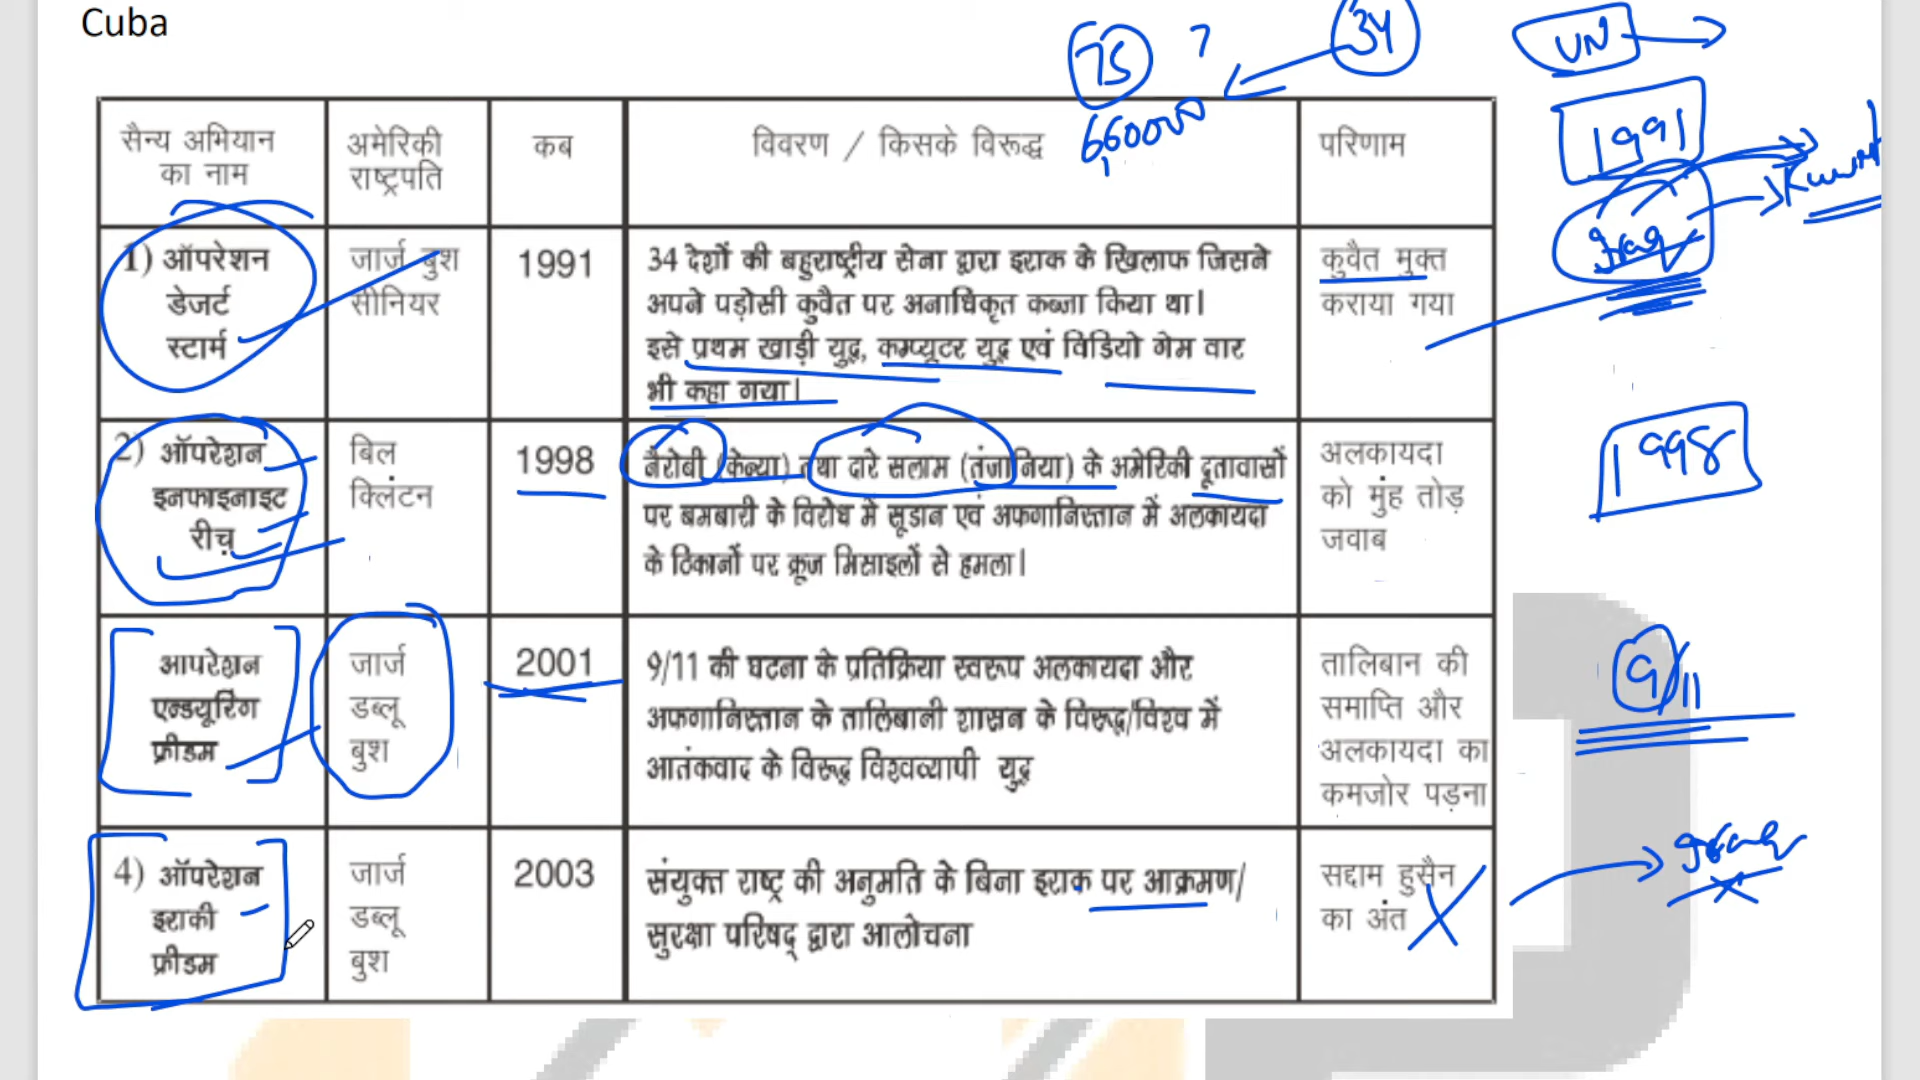 Cuba
75 ?
34
UN
6,60000
1991
Iraq
सैन्य अभियान
का नाम
अमेरिकी
राष्ट्रपति
कब
विवरण / किसके विरूद्ध
परिणाम
1) ऑपरेशन
डेजर्ट
स्टार्म
जार्ज बुश
सीनियर
1991
34 देशों की बहुराष्ट्रीय सेना द्वारा इराक के खिलाफ जिसने
अपने पड़ोसी कुवैत पर अनाधिकृत कब्जा किया था।
इसे प्रथम खाड़ी युद्ध, कम्प्युटर युद्ध एवं विडियो गेम वार
भी कहा गया।
कुवैत मुक्त
कराया गया
2) ऑपरेशन
इनफाइनाइट
रीच
बिल
क्लिंटन
1998
नैरोबी (केन्या) तथा दारे सलाम (तंजानिया) के अमेरिकी दूतावासों
पर बमबारी के विरोध मे सूडान एवं अफगानिस्तान में अलकायदा
के ठिकानों पर क्रूज मिसाइलों से हमला।
अलकायदा
को मुंह तोड़
जवाब
1998
आपरेशन
एन्ड्यूरिंग
फ्रीडम
जार्ज
डब्लू
बुश
2001
9/11 की घटना के प्रतिक्रिया स्वरूप अलकायदा और
अफगानिस्तान के तालिबानी शासन के विरूद्ध/विश्व में
आतंकवाद के विरूद्ध विश्वव्यापी युद्ध
तालिबान की
समाप्ति और
अलकायदा का
कमजोर पड़ना
9/11
4) ऑपरेशन
इराकी
फ्रीडम
जार्ज
डब्लू
बुश
2003
संयुक्त राष्ट्र की अनुमति के बिना इराक पर आक्रमण/
सुरक्षा परिषद् द्वारा आलोचना
सद्दाम हुसैन
का अंत